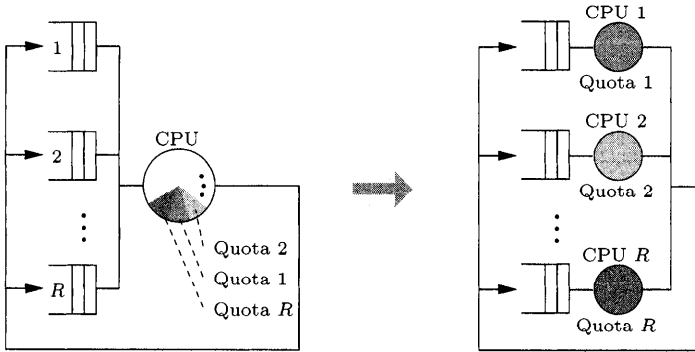 1
2
R
CPU
Quota 2
Quota 1
Quota R
CPU 1
Quota 1
CPU 2
Quota 2
CPU R
Quota R